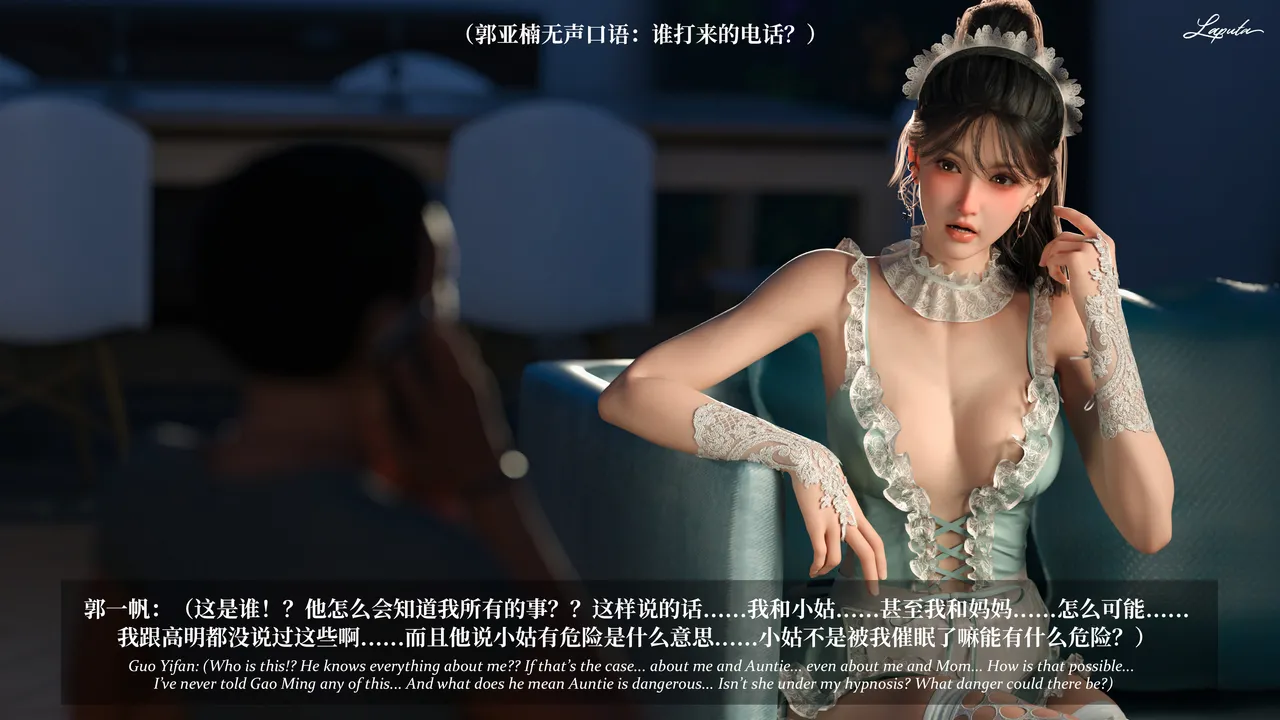 （郭亚楠无声口语：谁打来的电话？）
Laputa
郭一帆：（这是谁！？他怎么会知道我所有的事？？这样说的话……我和小姑……甚至我和妈妈……怎么可能……
我跟高明都没说过这些啊……而且他说小姑有危险是什么意思……小姑不是被我催眠了嘛能有什么危险？）
Guo Yifan: (Who is this!? He knows everything about me?? If that's the case... about me and Auntie... even about me and Mom... How is that possible...
I've never told Gao Ming any of this... And what does he mean Auntie is dangerous... Isn't she under my hypnosis? What danger could there be?)